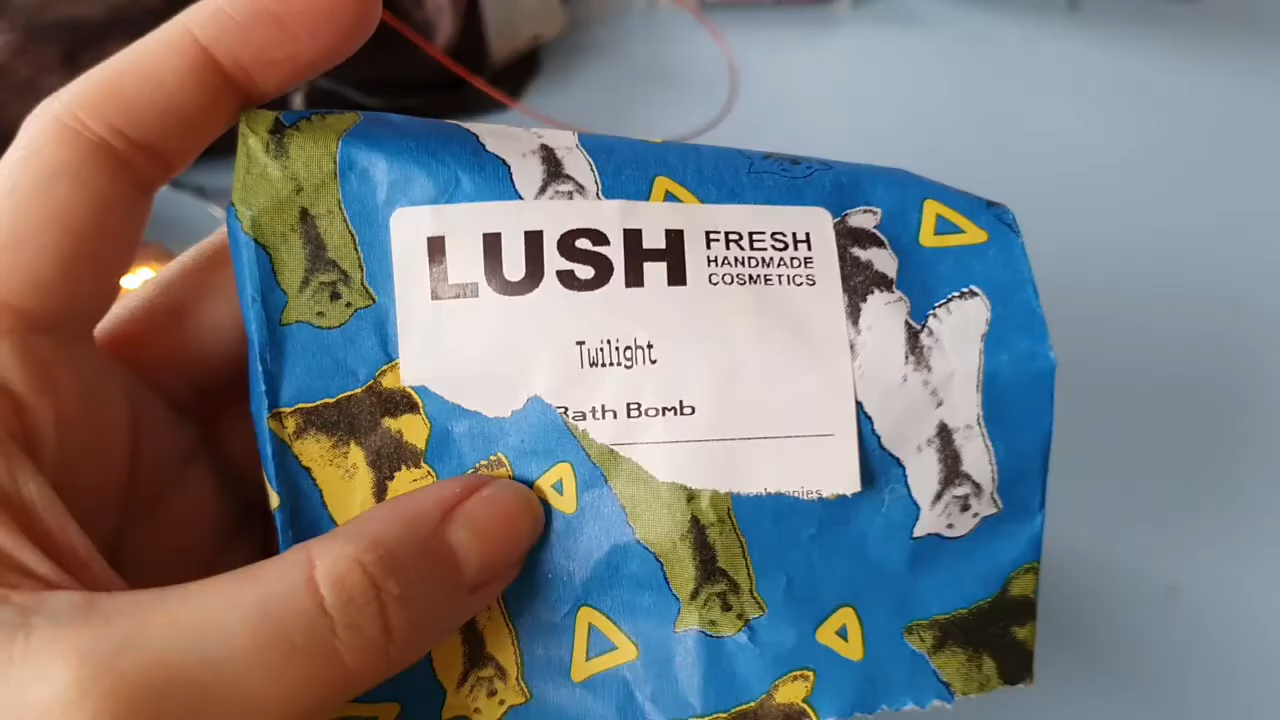 LUSH FRESH
HANDMADE
COSMETICS
Twilight
Bath Bomb